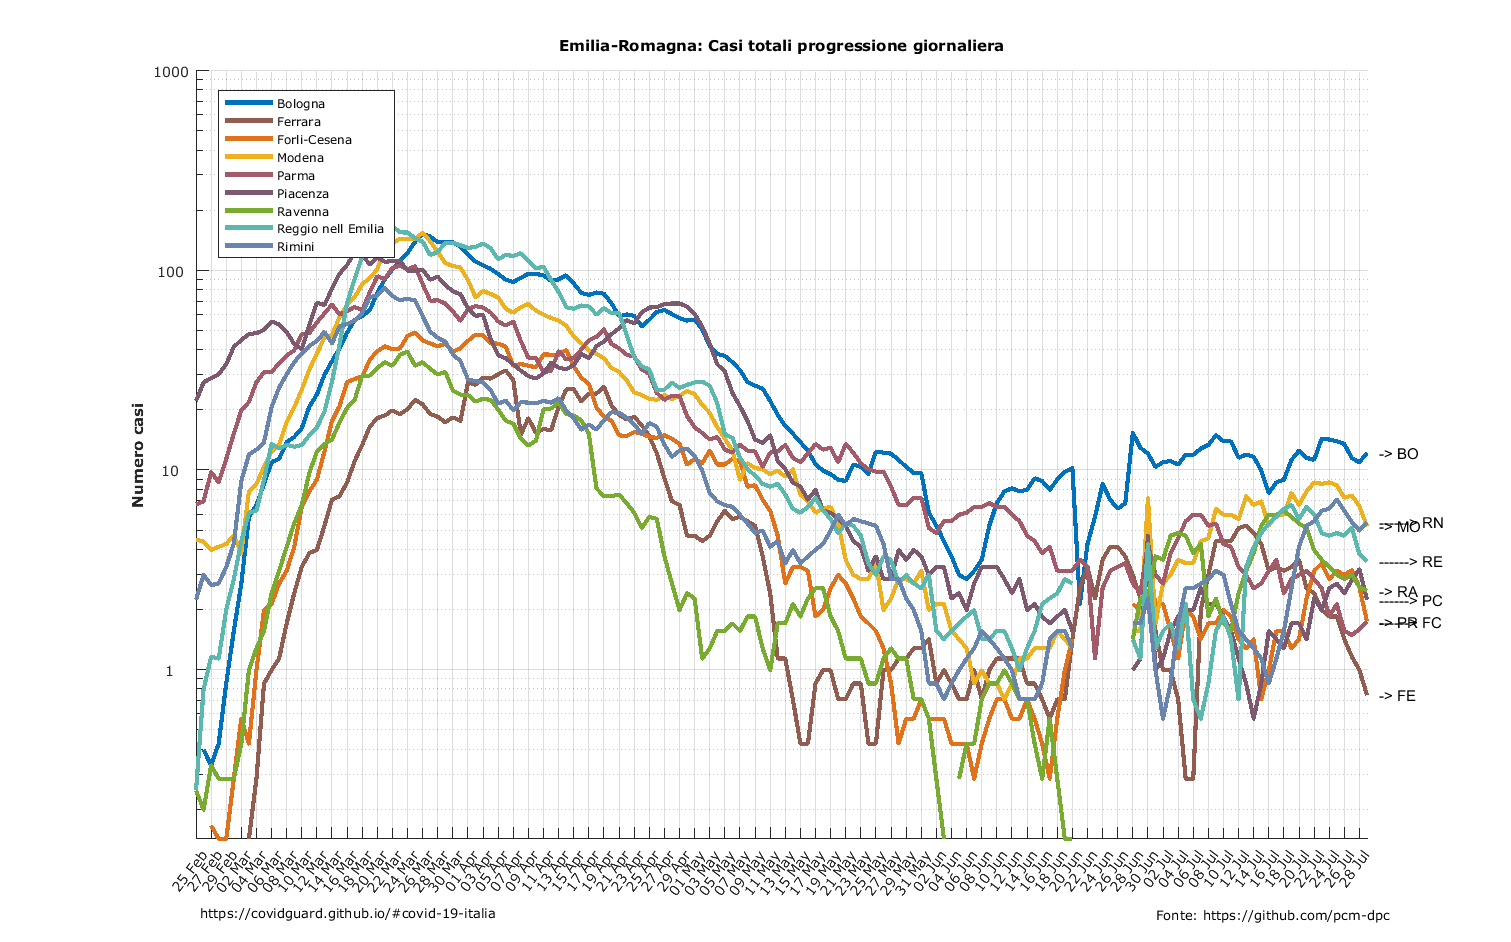 Emilia-Romagna: Casi totali progressione giornaliera
1000
100
10
1
Numero casi
Bologna
Ferrara
Forli-Cesena
Modena
Parma
Piacenza
Ravenna
Reggio nell Emilia
Rimini
-> BO
------> RN
-> MO
------> RE
-> RA
------> PC
-> PR
------> FC
-> FE
25 Feb
27 Feb
29 Feb
02 Mar
04 Mar
06 Mar
08 Mar
10 Mar
12 Mar
14 Mar
16 Mar
18 Mar
20 Mar
22 Mar
24 Mar
26 Mar
28 Mar
30 Mar
01 Apr
03 Apr
05 Apr
07 Apr
09 Apr
11 Apr
13 Apr
15 Apr
17 Apr
19 Apr
21 Apr
23 Apr
25 Apr
27 Apr
29 Apr
01 May
03 May
05 May
07 May
09 May
11 May
13 May
15 May
17 May
19 May
21 May
23 May
25 May
27 May
29 May
31 May
02 Jun
04 Jun
06 Jun
08 Jun
10 Jun
12 Jun
14 Jun
16 Jun
18 Jun
20 Jun
22 Jun
24 Jun
26 Jun
28 Jun
30 Jun
02 Jul
04 Jul
06 Jul
08 Jul
10 Jul
12 Jul
14 Jul
16 Jul
18 Jul
20 Jul
22 Jul
24 Jul
26 Jul
28 Jul
https://covidguard.github.io/#covid-19-italia
Fonte: https://github.com/pcm-dpc